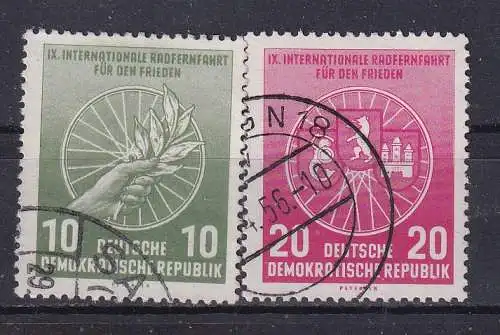 IX. INTERNATIONALE RADFERNFAHRT
FÜR DEN FRIEDEN
10 10
DEUTSCHE
DEMOKRATISCHE REPUBLIK
29
IX. INTERNATIONALE RADFERNFAHRT
FÜR DEN FRIEDEN
N 18
.56.-10
20 20
DEUTSCHE
DEMOKRATISCHE REPUBLIK